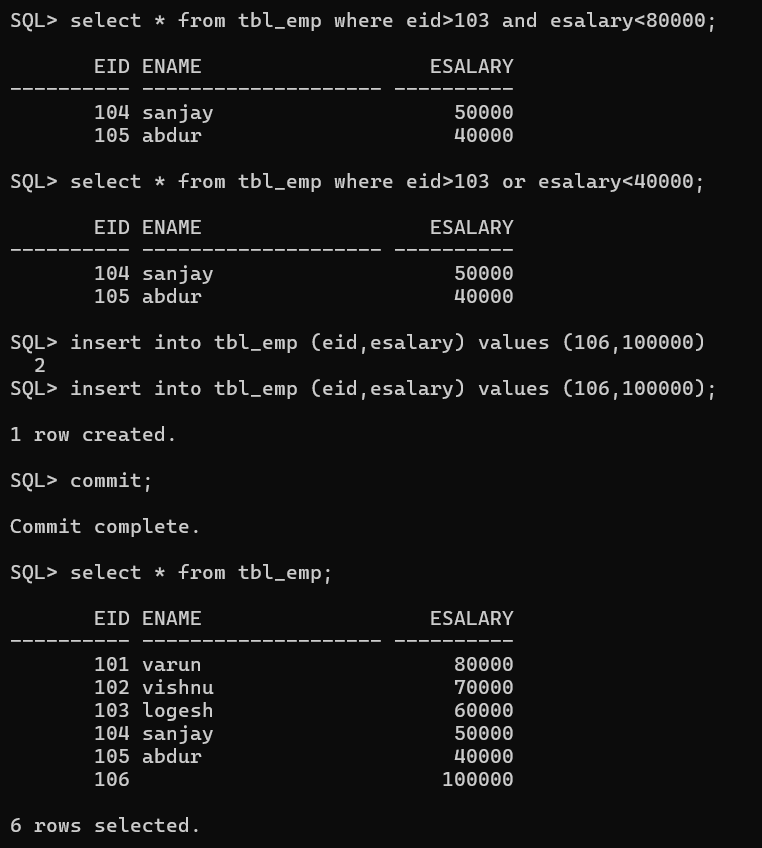 SQL> select * from tbl_emp where eid>103 and esalary<80000;
       EID ENAME                   ESALARY
---------- -------------------- ----------
       104 sanjay                    50000
       105 abdur                     40000
SQL> select * from tbl_emp where eid>103 or esalary<40000;
       EID ENAME                   ESALARY
---------- -------------------- ----------
       104 sanjay                    50000
       105 abdur                     40000
SQL> insert into tbl_emp (eid,esalary) values (106,100000)
  2
SQL> insert into tbl_emp (eid,esalary) values (106,100000);
1 row created.
SQL> commit;
Commit complete.
SQL> select * from tbl_emp;
       EID ENAME                   ESALARY
---------- -------------------- ----------
       101 varun                     80000
       102 vishnu                    70000
       103 logesh                    60000
       104 sanjay                    50000
       105 abdur                     40000
       106                          100000
6 rows selected.